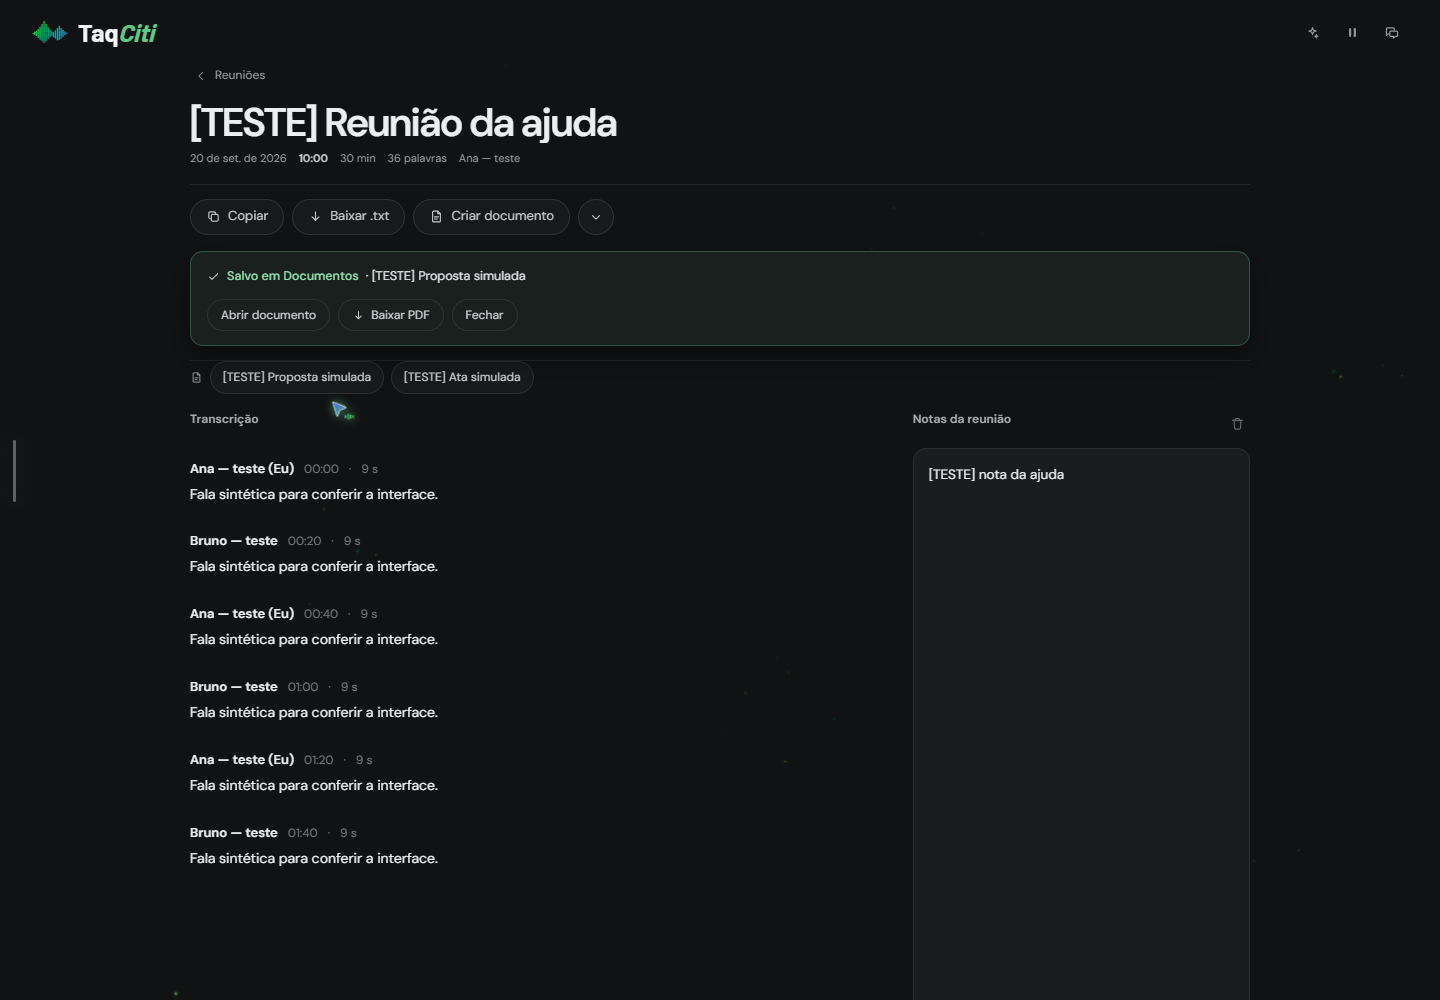 TaqCiti
Reuniões
[TESTE] Reunião da ajuda
20 de set. de 2026 10:00 30 min 36 palavras Ana — teste
Copiar Baixar .txt Criar documento
Salvo em Documentos · [TESTE] Proposta simulada
Abrir documento Baixar PDF Fechar
[TESTE] Proposta simulada [TESTE] Ata simulada
Transcrição
Ana — teste (Eu) 00:00 · 9 s
Fala sintética para conferir a interface.
Bruno — teste 00:20 · 9 s
Fala sintética para conferir a interface.
Ana — teste (Eu) 00:40 · 9 s
Fala sintética para conferir a interface.
Bruno — teste 01:00 · 9 s
Fala sintética para conferir a interface.
Ana — teste (Eu) 01:20 · 9 s
Fala sintética para conferir a interface.
Bruno — teste 01:40 · 9 s
Fala sintética para conferir a interface.
Notas da reunião
[TESTE] nota da ajuda